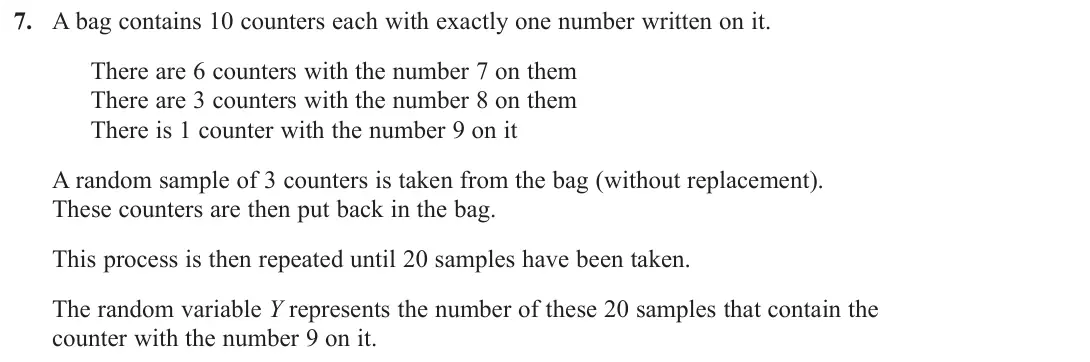 7. A bag contains 10 counters each with exactly one number written on it.
There are 6 counters with the number 7 on them
There are 3 counters with the number 8 on them
There is 1 counter with the number 9 on it
A random sample of 3 counters is taken from the bag (without replacement).
These counters are then put back in the bag.
This process is then repeated until 20 samples have been taken.
The random variable Y represents the number of these 20 samples that contain the
counter with the number 9 on it.